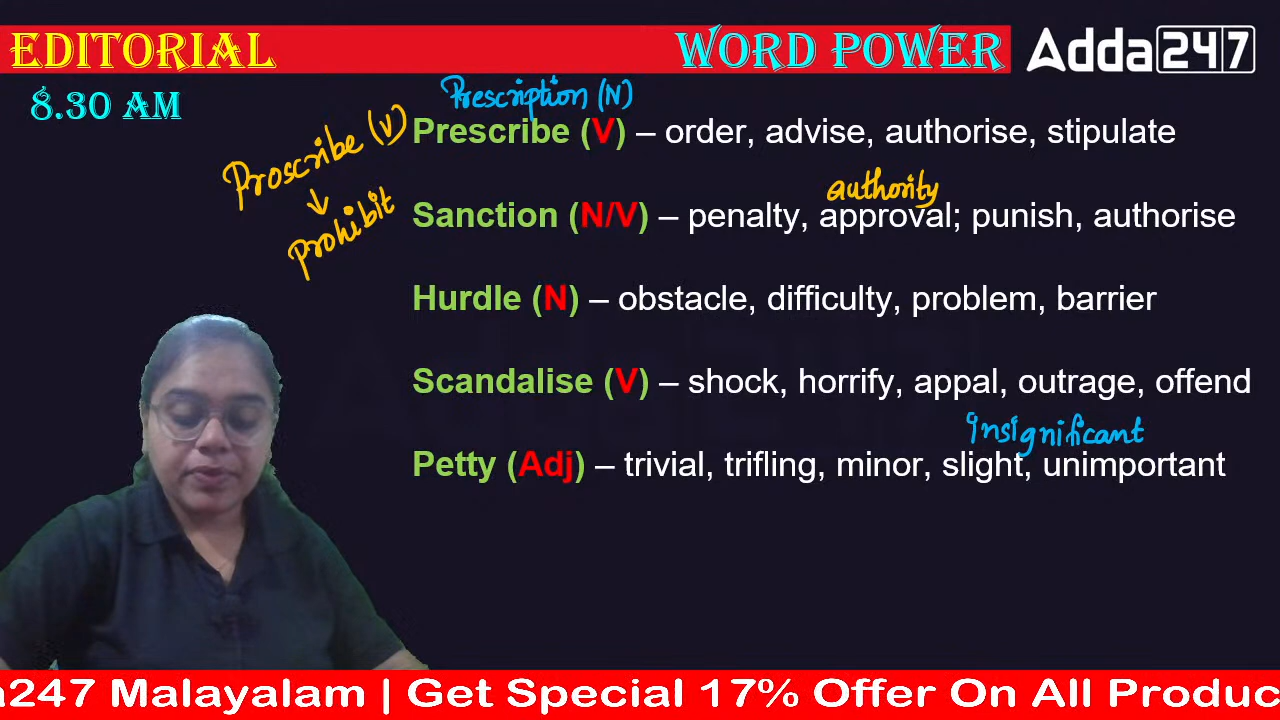 EDITORIAL WORD POWER Adda247
8.30 AM
Prescription (N)
Proscribe (V)
↓
Prohibit
Prescribe (V) – order, advise, authorise, stipulate
authority
Sanction (N/V) – penalty, approval; punish, authorise
Hurdle (N) – obstacle, difficulty, problem, barrier
Scandalise (V) – shock, horrify, appal, outrage, offend
insignificant
Petty (Adj) – trivial, trifling, minor, slight, unimportant
a247 Malayalam | Get Special 17% Offer On All Produc